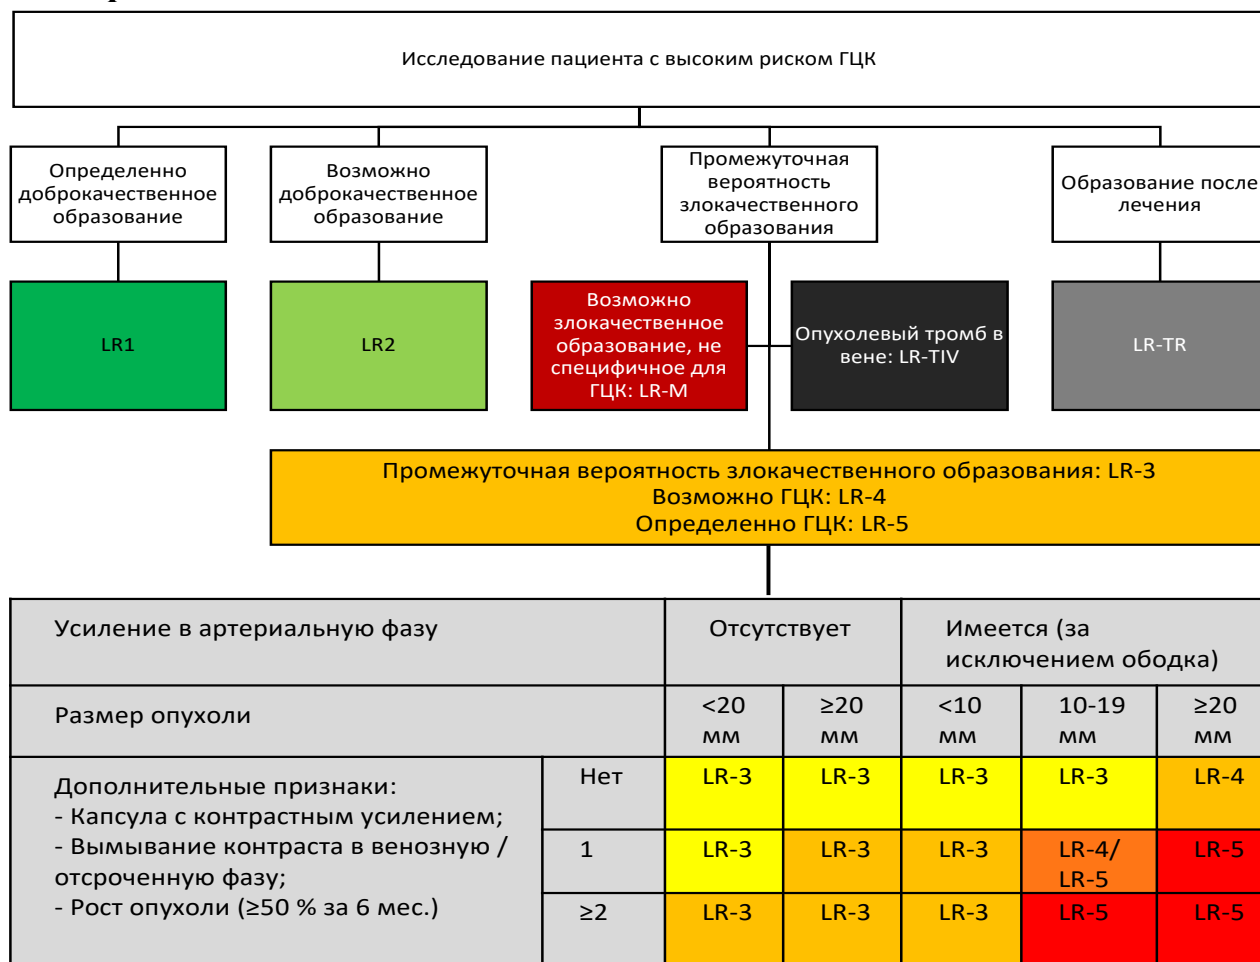 Исследование пациента с высоким риском ГЦК
Определенно
доброкачественное
образование
Возможно
доброкачественное
образование
Промежуточная
вероятность
злокачественного
образования
Образование после
лечения
LR1
LR2
Возможно
злокачественное
образование, не
специфичное для
ГЦК: LR-M
Опухолевый тромб в
вене: LR-TIV
LR-TR
Промежуточная вероятность злокачественного образования: LR-3
Возможно ГЦК: LR-4
Определенно ГЦК: LR-5
Усиление в артериальную фазу
Отсутствует
Имеется (за
исключением ободка)
Размер опухоли
<20
мм
≥20
мм
<10
мм
10-19
мм
≥20
мм
Дополнительные признаки:
- Капсула с контрастным усилением;
- Вымывание контраста в венозную /
отсроченную фазу;
- Рост опухоли (≥50 % за 6 мес.)
Нет
LR-3
LR-3
LR-3
LR-3
LR-4
1
LR-3
LR-3
LR-3
LR-4/
LR-5
LR-5
≥2
LR-3
LR-3
LR-3
LR-5
LR-5